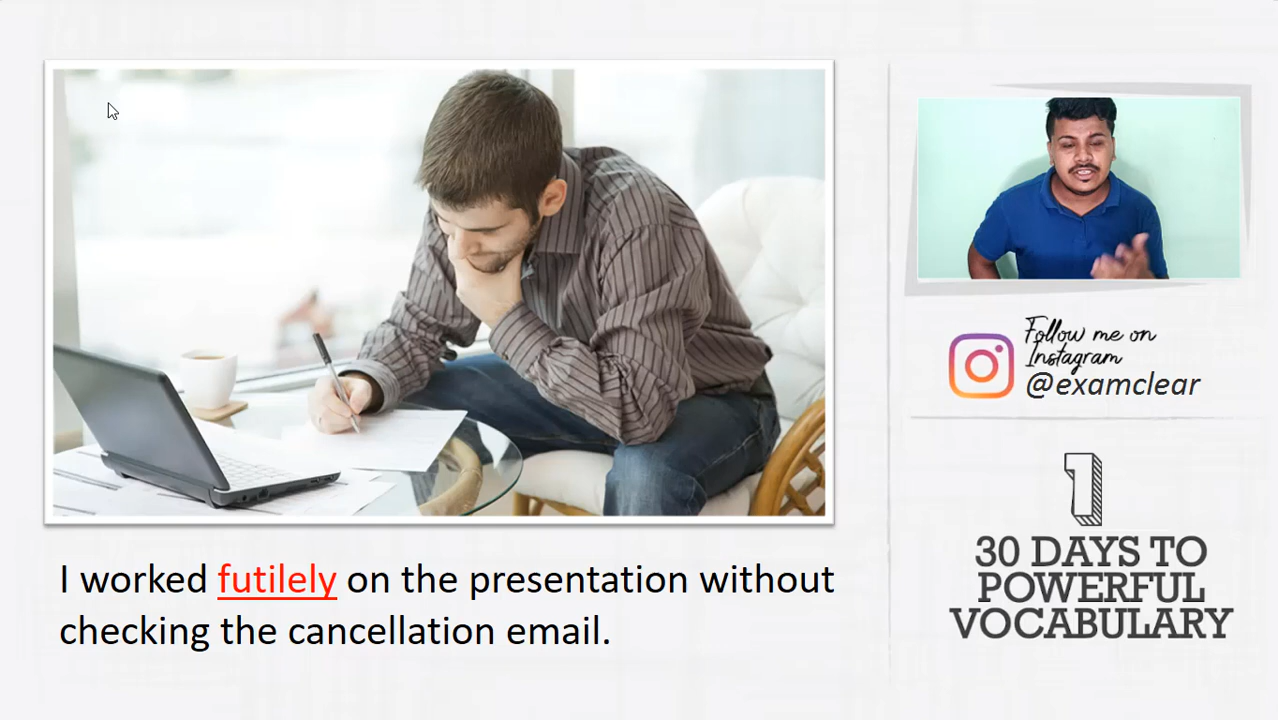 I worked futilely on the presentation without
checking the cancellation email.
Follow me on
Instagram
@examclear
1
30 DAYS TO
POWERFUL
VOCABULARY